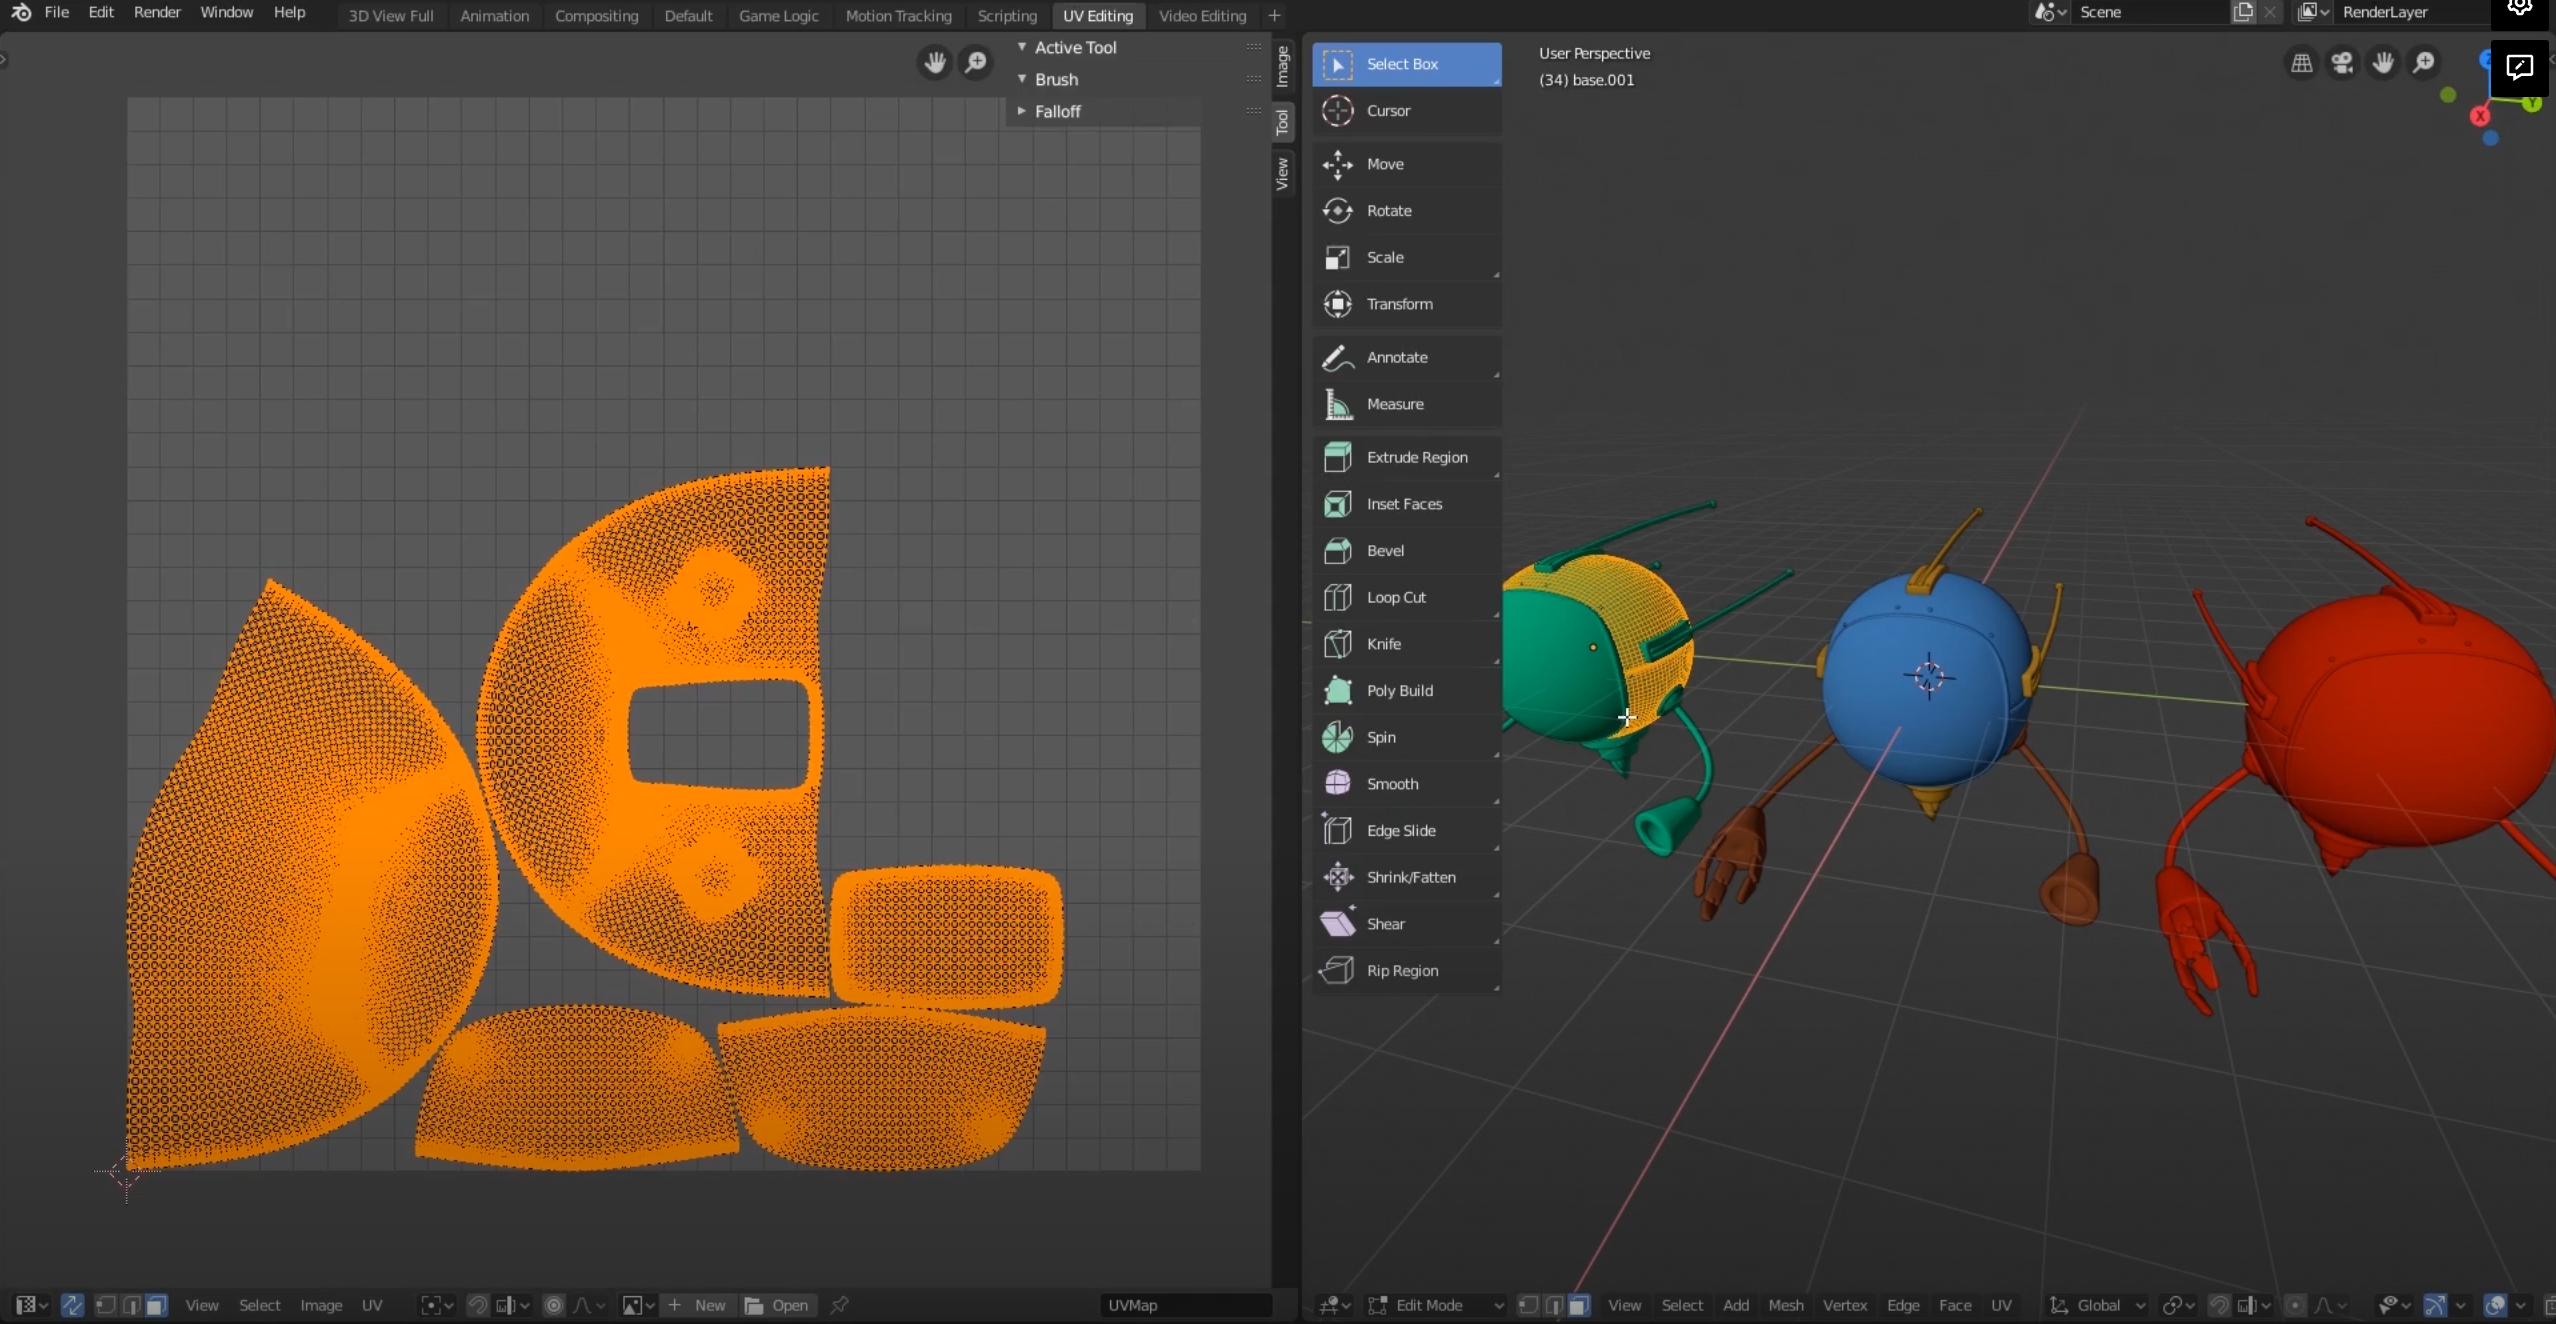 File Edit Render Window Help 3D View Full Animation Compositing Default Game Logic Motion Tracking Scripting UV Editing Video Editing + Scene RenderLayer
Active Tool
Brush
Falloff
Image
Tool
View
Select Box
Cursor
Move
Rotate
Scale
Transform
Annotate
Measure
Extrude Region
Inset Faces
Bevel
Loop Cut
Knife
Poly Build
Spin
Smooth
Edge Slide
Shrink/Fatten
Shear
Rip Region
User Perspective
(34) base.001
Z
Y
X
View Select Image UV + New Open UVMap
Edit Mode View Select Add Mesh Vertex Edge Face UV Global